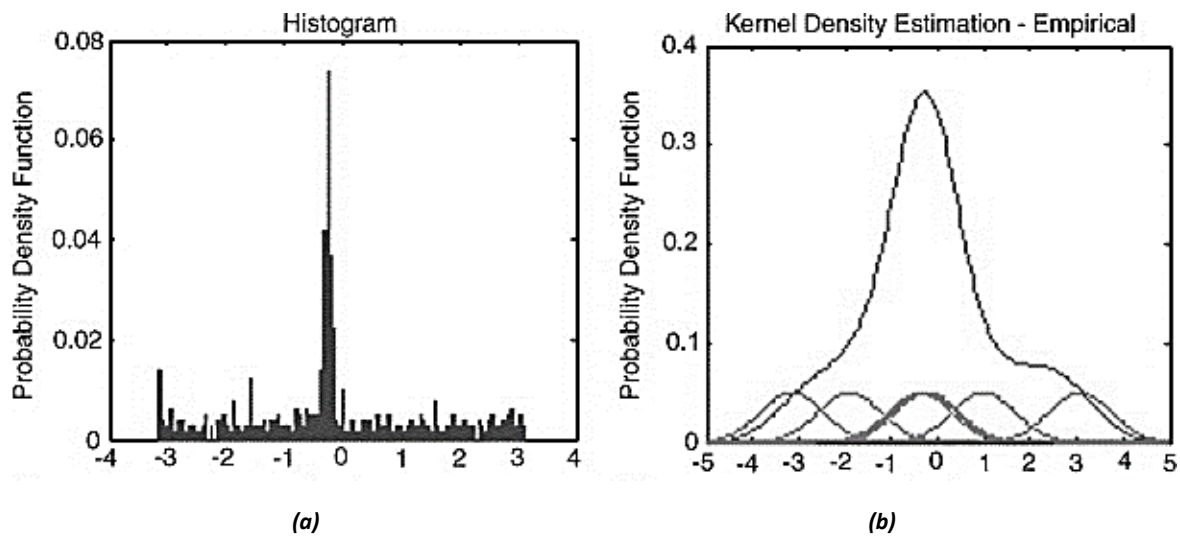 Histogram
Probability Density Function
0.08
0.06
0.04
0.02
0
-4 -3 -2 -1 0 1 2 3 4
(a)
Kernel Density Estimation - Empirical
Probability Density Function
0.4
0.3
0.2
0.1
0
-5 -4 -3 -2 -1 0 1 2 3 4 5
(b)